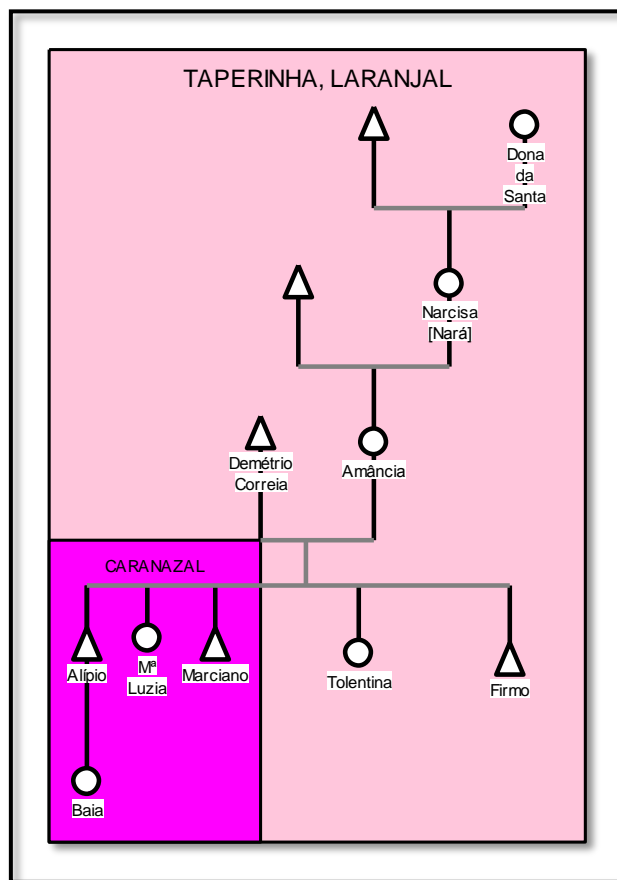 TAPERINHA, LARANJAL
Dona
da
Santa
Narcisa
[Nará]
Demétrio
Correia
Amância
CARANAZAL
Alípio
Mª
Luzia
Marciano
Tolentina
Firmo
Baia